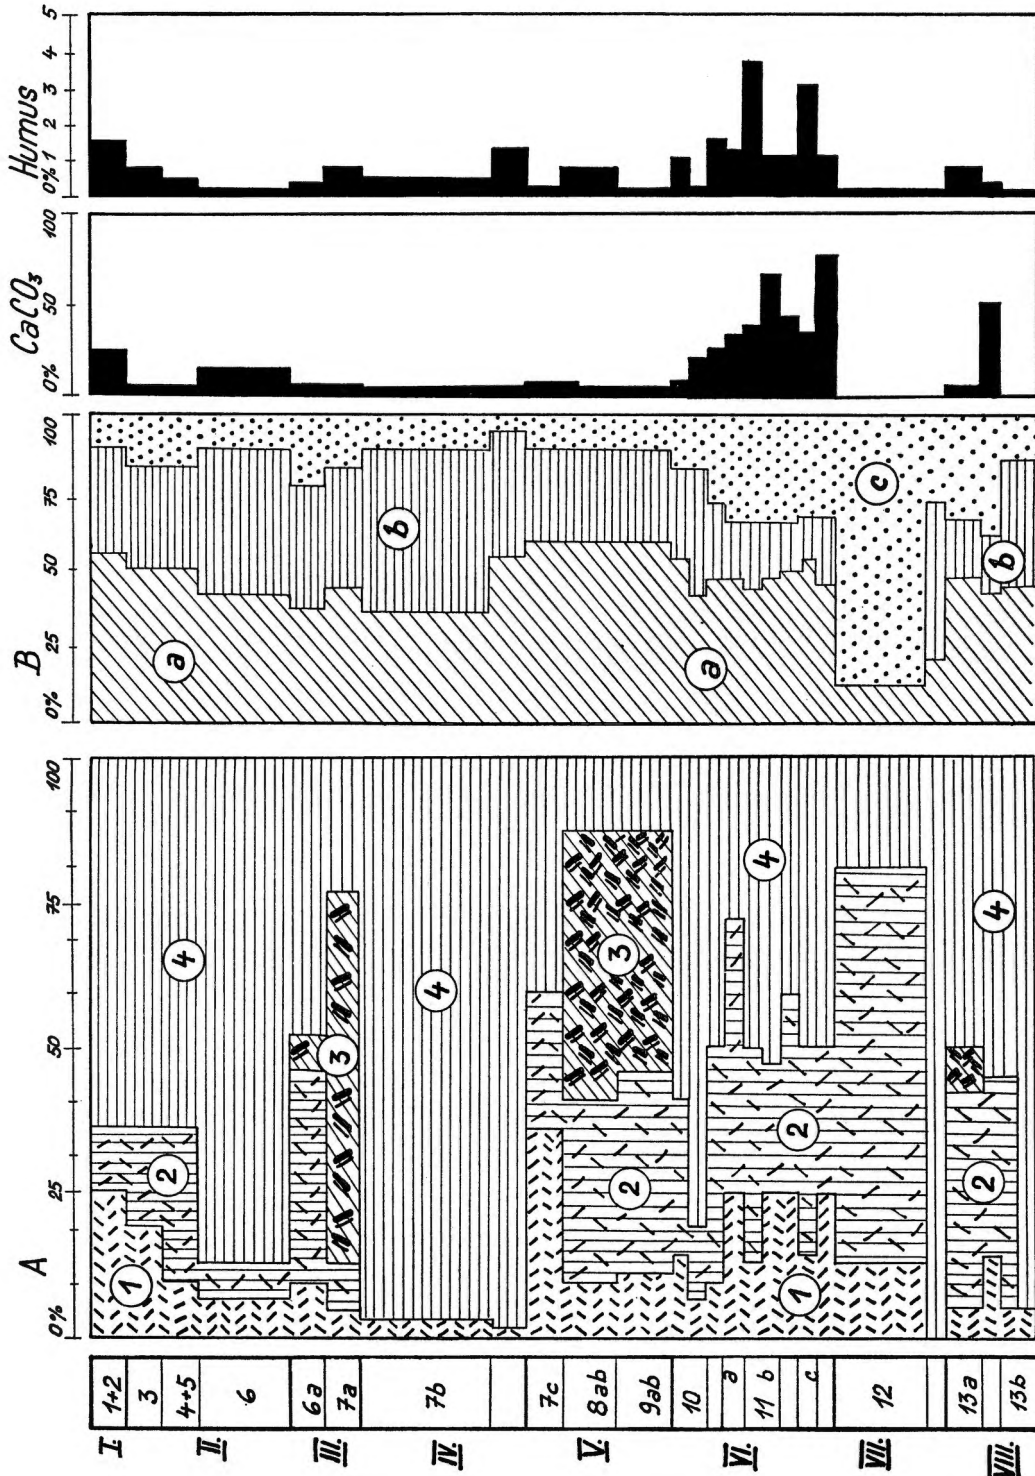 Humus
0% 1 2 3 4 5
CaCO₃
0% 50 100
B
0% 25 50 75 100
a
b
c
a
b
A
0% 25 50 75 100
1
2
4
3
4
3
2
4
2
1
4
2
1+2
3
4+5
6
6a
7a
7b
7c
8ab
9ab
10
a
11 b
c
12
13a
13b
I.
II.
III.
IV.
V.
VI.
VII.
VIII.